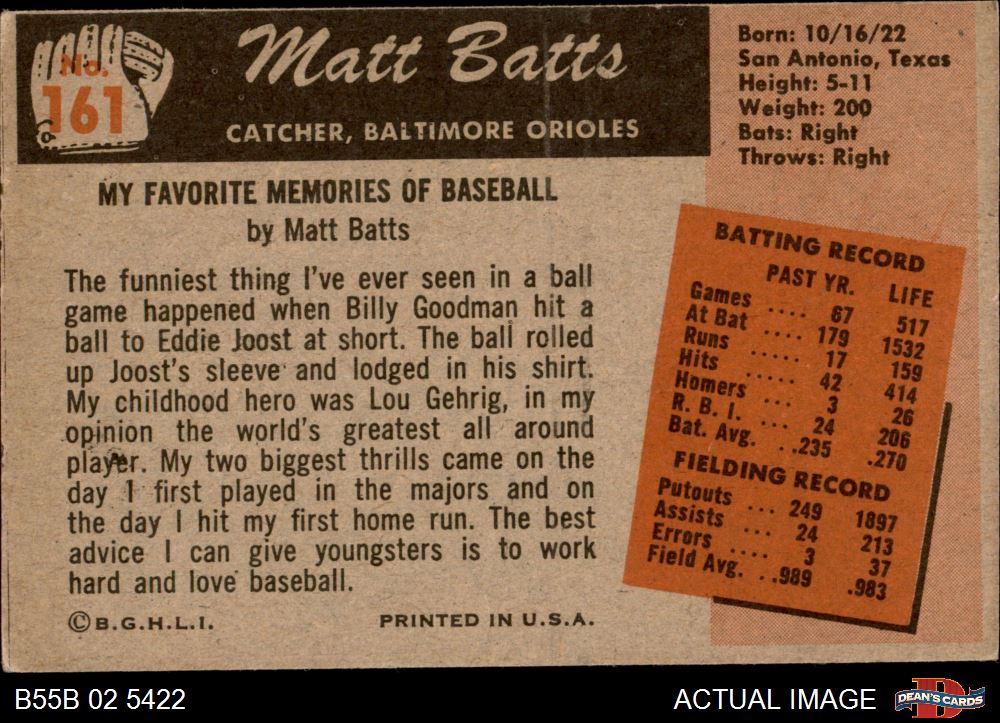 No.
161
Matt Batts
CATCHER, BALTIMORE ORIOLES
Born: 10/16/22
San Antonio, Texas
Height: 5-11
Weight: 200
Bats: Right
Throws: Right
MY FAVORITE MEMORIES OF BASEBALL
by Matt Batts
The funniest thing I've ever seen in a ball
game happened when Billy Goodman hit a
ball to Eddie Joost at short. The ball rolled
up Joost's sleeve and lodged in his shirt.
My childhood hero was Lou Gehrig, in my
opinion the world's greatest all around
player. My two biggest thrills came on the
day I first played in the majors and on
the day I hit my first home run. The best
advice I can give youngsters is to work
hard and love baseball.
© B.G.H.L.I. PRINTED IN U.S.A.
BATTING RECORD
PAST YR. LIFE
Games .... 67 517
At Bat .... 179 1532
Runs ..... 17 159
Hits ..... 42 414
Homers ... 3 26
R. B. I. ... 24 206
Bat. Avg. ..235 .270
FIELDING RECORD
Putouts ... 249 1897
Assists ... 24 213
Errors .... 3 37
Field Avg. ..989 .983
B55B 02 5422
ACTUAL IMAGE
D
DEAN'S CARDS